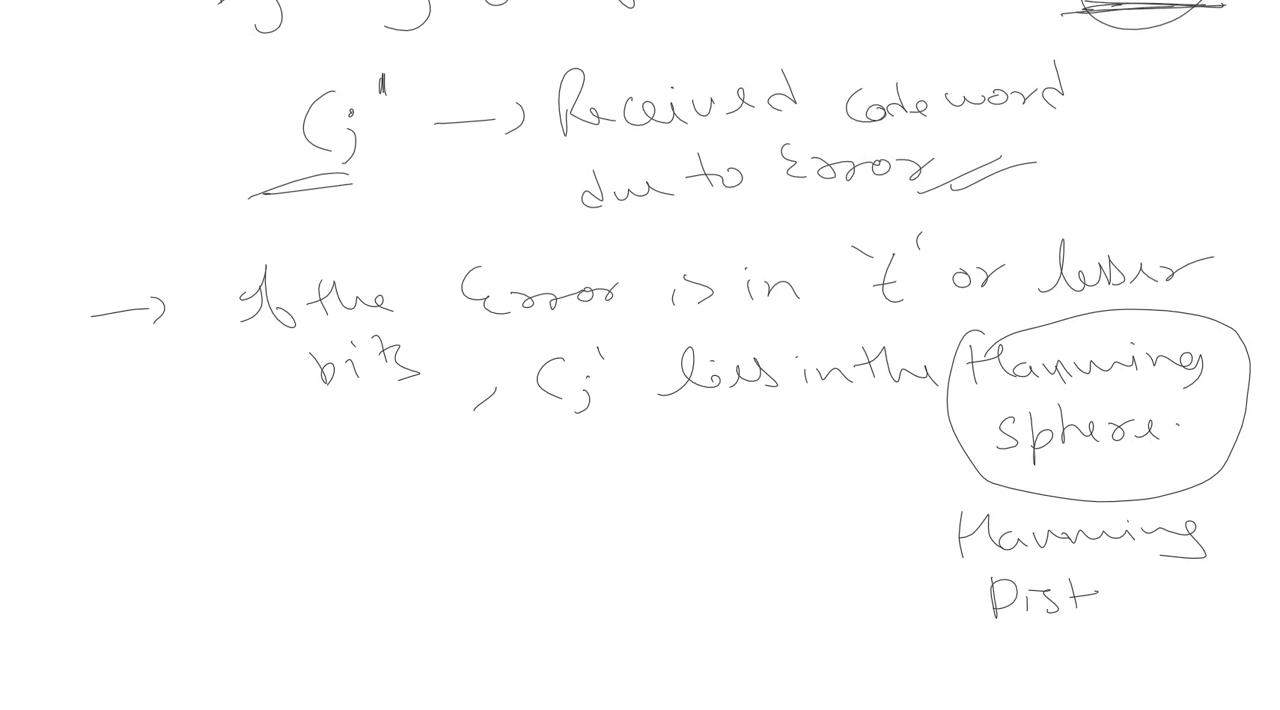 Cj" → Received codeword
due to Error
→ If the Error is in 't' or lesser
bits, Cj' lies in the Hamming
sphere.
Hamming
Dist